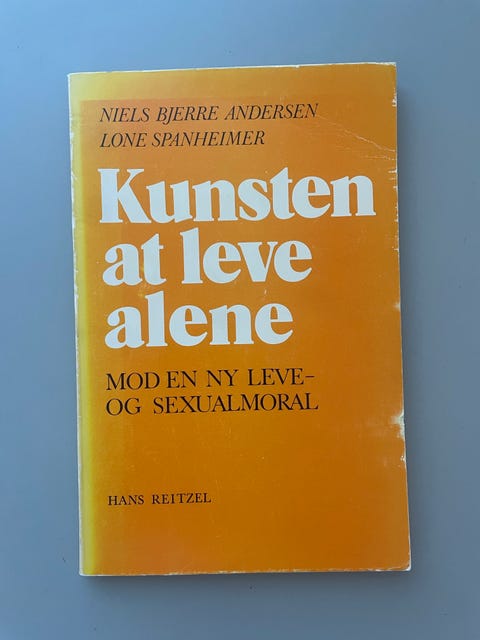 NIELS BJERRE ANDERSEN
LONE SPANHEIMER
Kunsten
at leve
alene
MOD EN NY LEVE–
OG SEXUALMORAL
HANS REITZEL